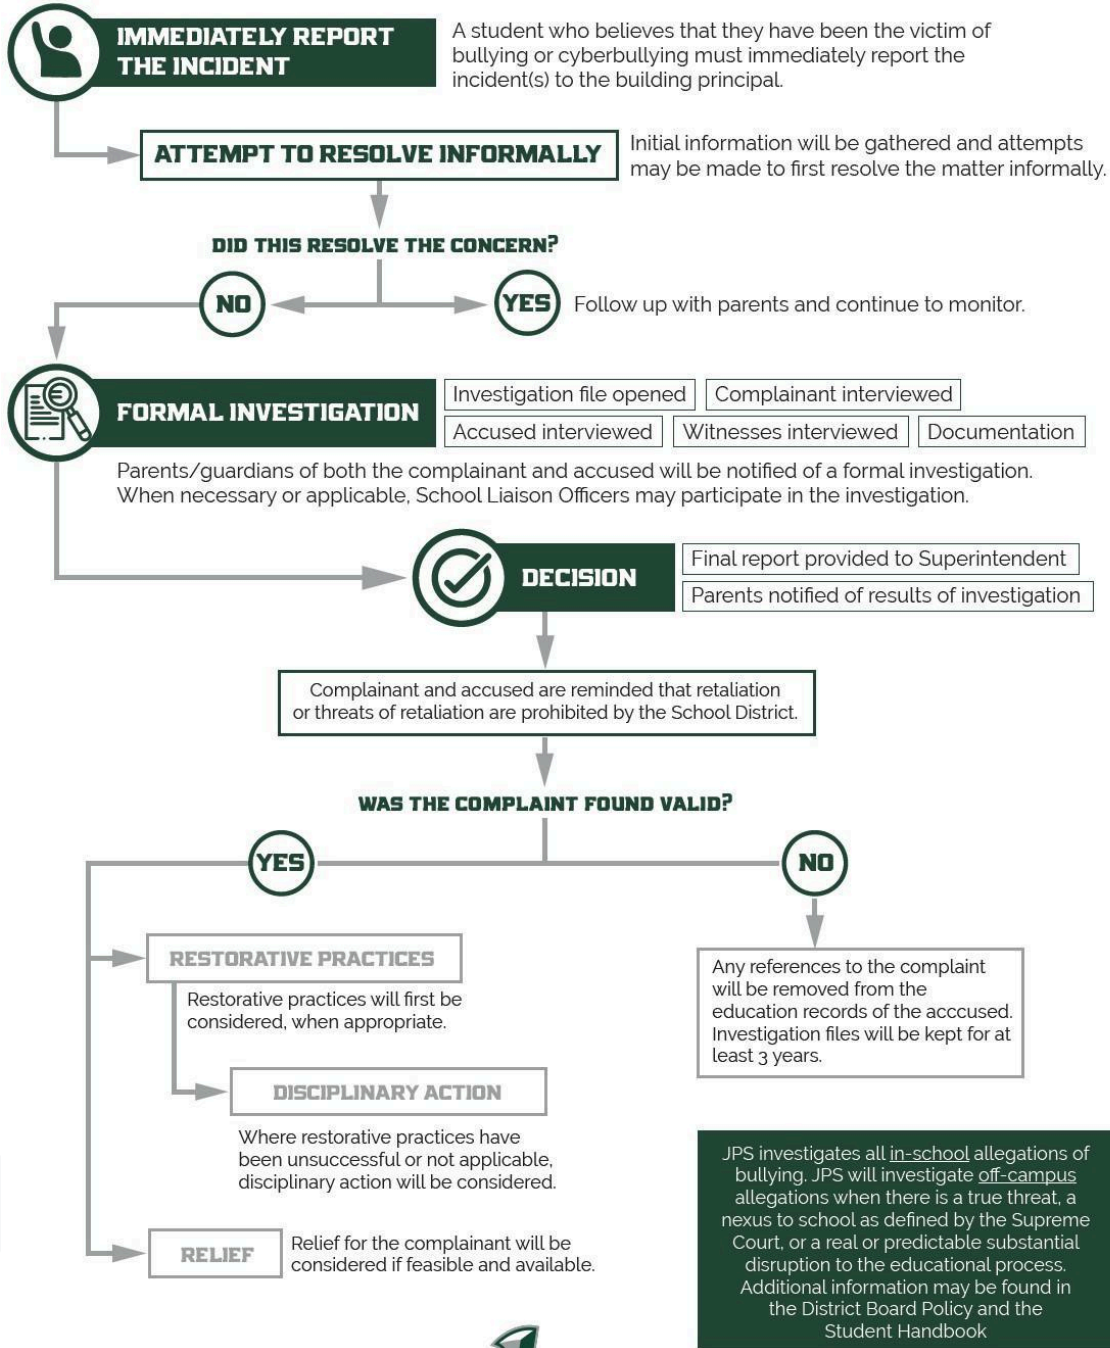 IMMEDIATELY REPORT
THE INCIDENT
A student who believes that they have been the victim of
bullying or cyberbullying must immediately report the
incident(s) to the building principal.
ATTEMPT TO RESOLVE INFORMALLY
Initial information will be gathered and attempts
may be made to first resolve the matter informally.
DID THIS RESOLVE THE CONCERN?
NO
YES
Follow up with parents and continue to monitor.
FORMAL INVESTIGATION
Investigation file opened
Complainant interviewed
Accused interviewed
Witnesses interviewed
Documentation
Parents/guardians of both the complainant and accused will be notified of a formal investigation.
When necessary or applicable, School Liaison Officers may participate in the investigation.
DECISION
Final report provided to Superintendent
Parents notified of results of investigation
Complainant and accused are reminded that retaliation
or threats of retaliation are prohibited by the School District.
WAS THE COMPLAINT FOUND VALID?
YES
NO
RESTORATIVE PRACTICES
Restorative practices will first be
considered, when appropriate.
DISCIPLINARY ACTION
Where restorative practices have
been unsuccessful or not applicable,
disciplinary action will be considered.
RELIEF
Relief for the complainant will be
considered if feasible and available.
Any references to the complaint
will be removed from the
education records of the acccused.
Investigation files will be kept for at
least 3 years.
JPS investigates all in-school allegations of
bullying. JPS will investigate off-campus
allegations when there is a true threat, a
nexus to school as defined by the Supreme
Court, or a real or predictable substantial
disruption to the educational process.
Additional information may be found in
the District Board Policy and the
Student Handbook